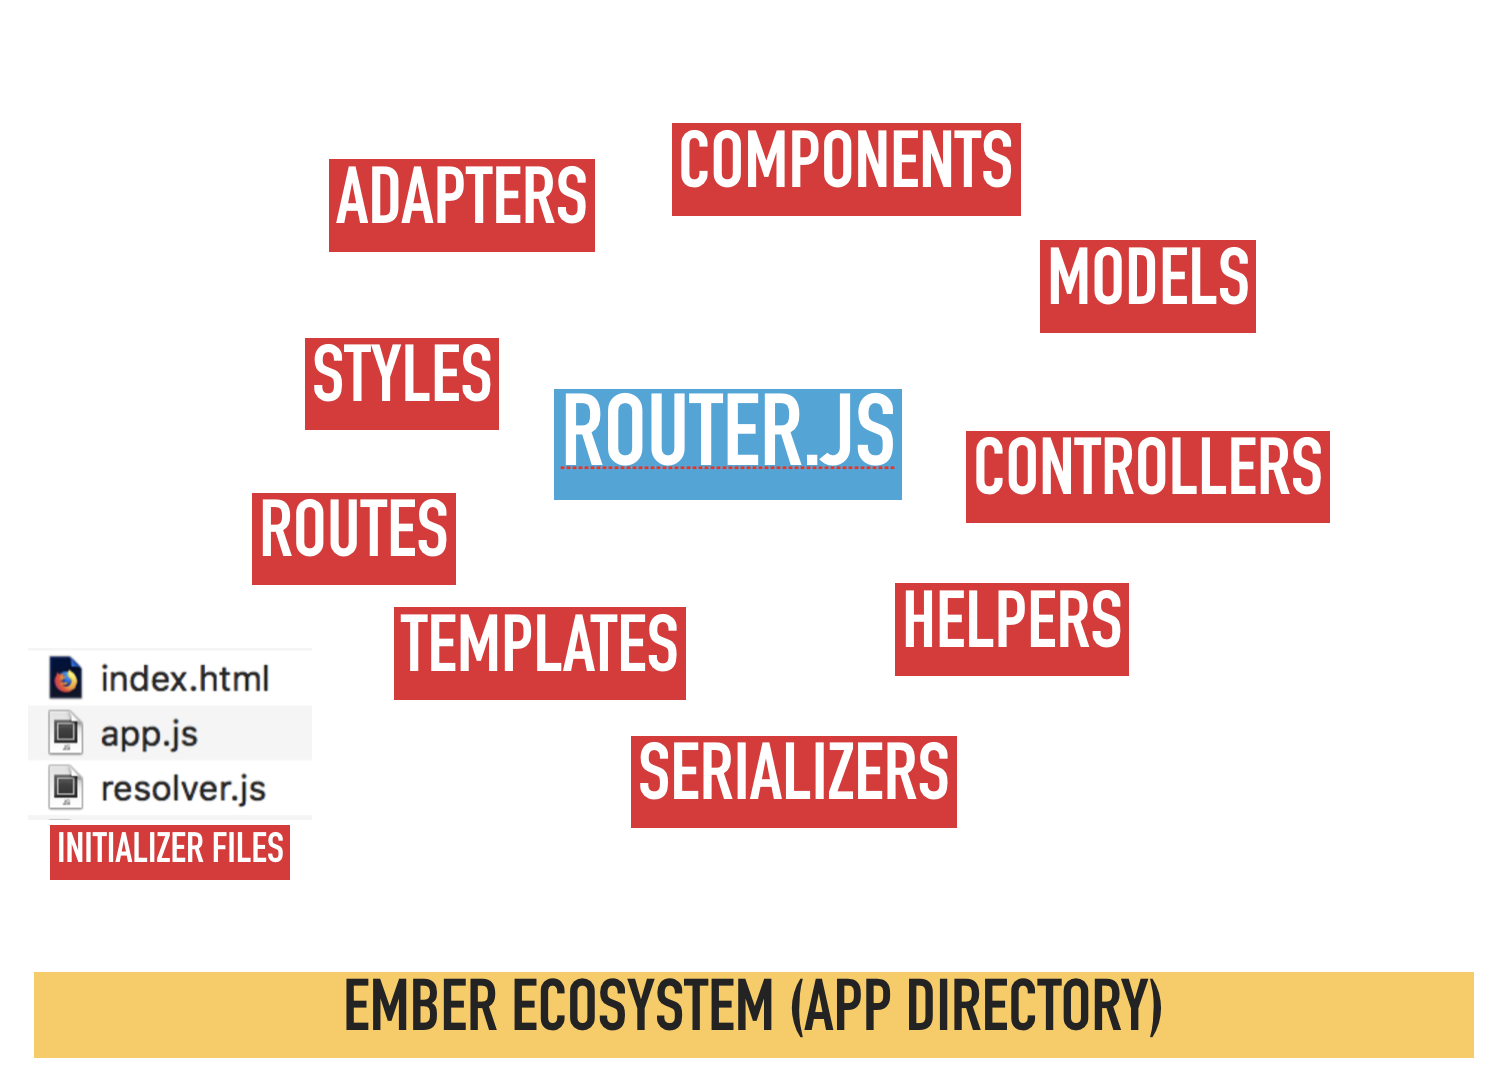 COMPONENTS
ADAPTERS
MODELS
STYLES
ROUTER.JS
CONTROLLERS
ROUTES
HELPERS
TEMPLATES
index.html
app.js
resolver.js
SERIALIZERS
INITIALIZER FILES
EMBER ECOSYSTEM (APP DIRECTORY)